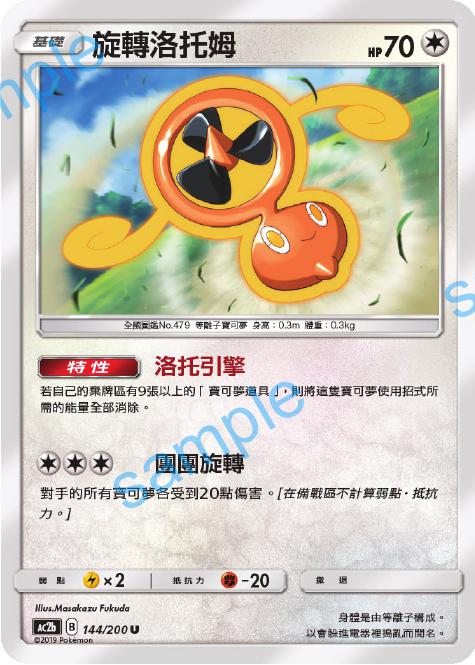 基礎 旋轉洛托姆 HP 70
全國圖鑑No.479 等離子寶可夢 身高：0.3m 體重：0.3kg
特性 洛托引擎
若自己的棄牌區有9張以上的「寶可夢道具」，則將這隻寶可夢使用招式所
需的能量全部消除。
團團旋轉
對手的所有寶可夢各受到20點傷害。[在備戰區不計算弱點・抵抗
力。]
弱點 ×2 抵抗力 -20 撤退
Illus.Masakazu Fukuda
身體是由等離子構成。
AC2b B 144/200 U
以會躲進電器裡搗亂而聞名。
©2019 Pokémon
sample
sample
sample